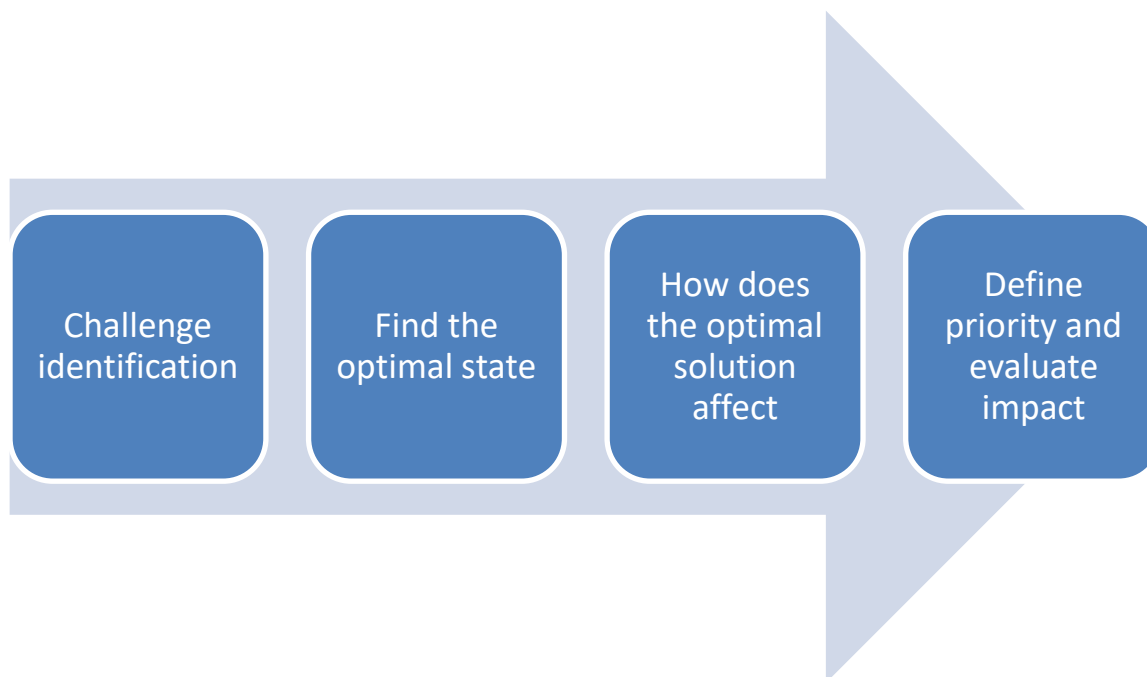 Challenge
identification
Find the
optimal state
How does
the optimal
solution
affect
Define
priority and
evaluate
impact